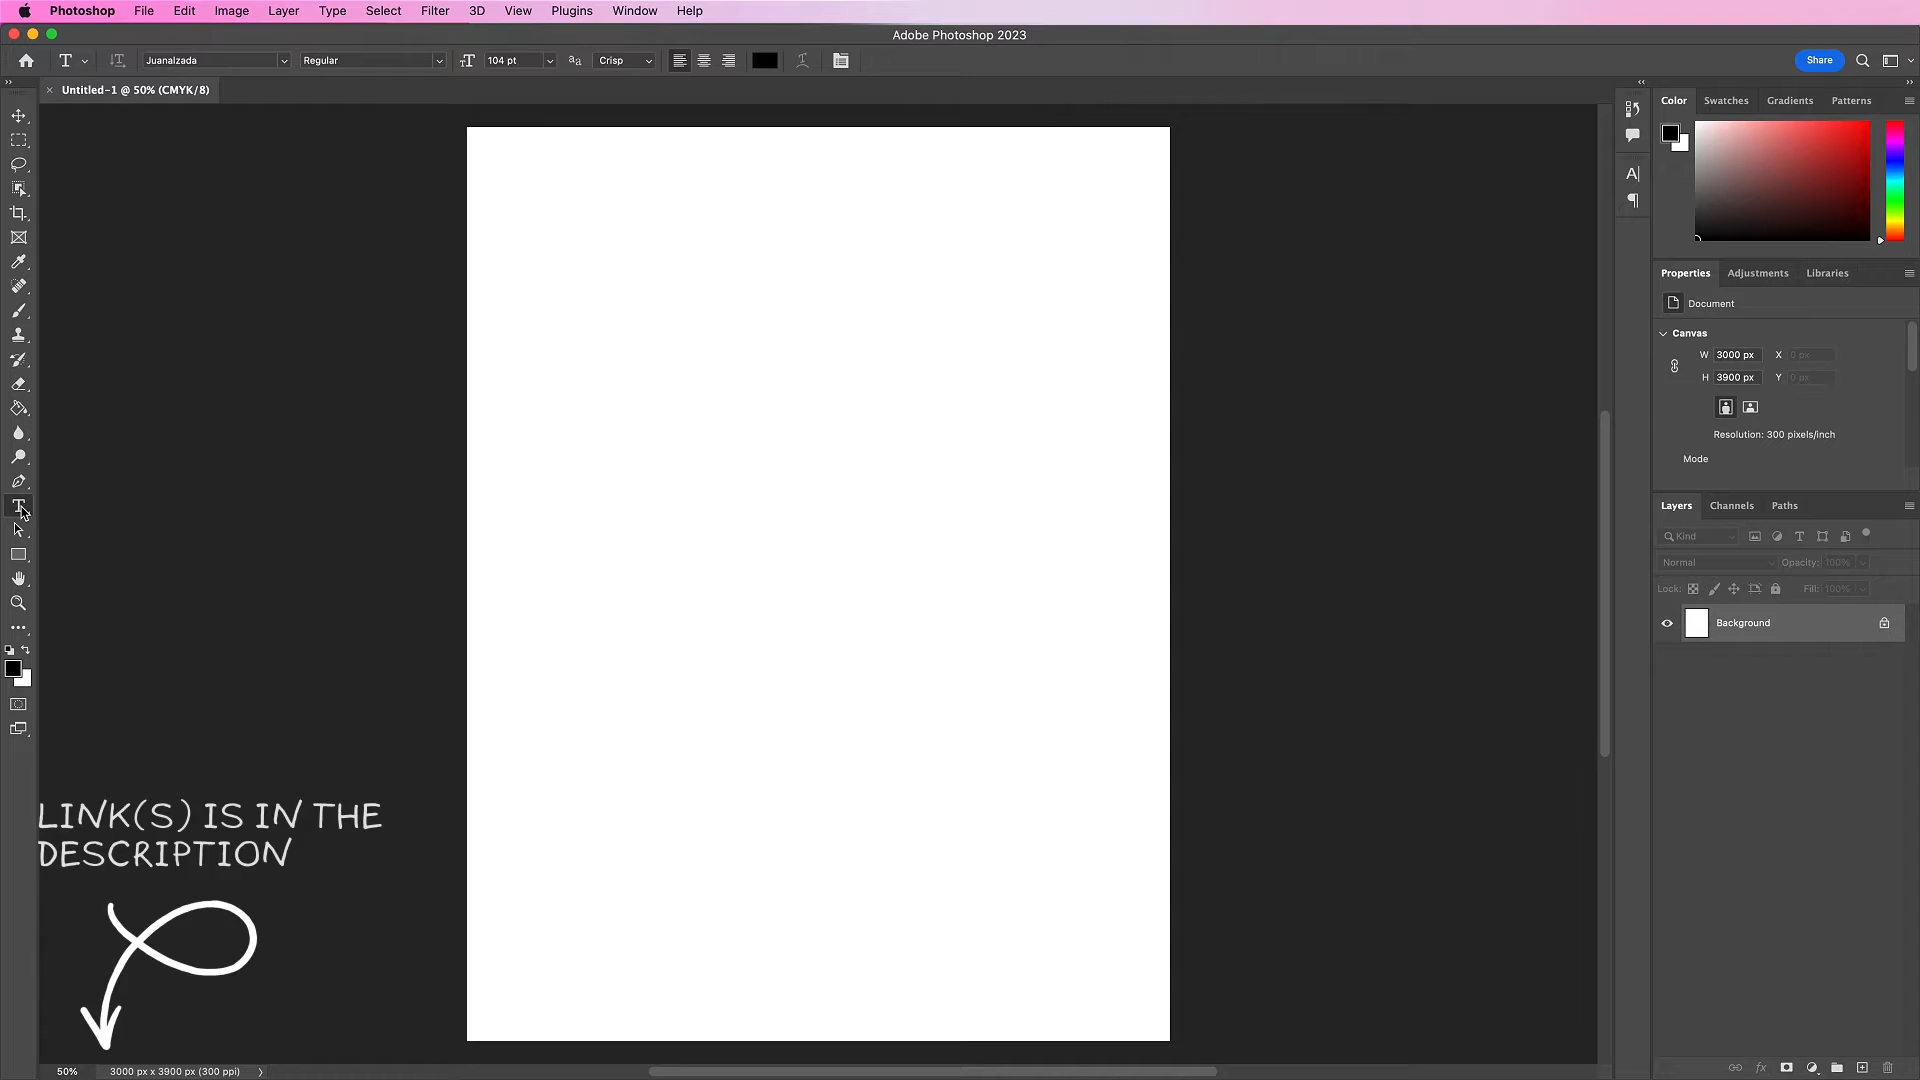 Photoshop File Edit Image Layer Type Select Filter 3D View Plugins Window Help
Adobe Photoshop 2023
Juanalzada Regular 104 pt Crisp Share
Untitled-1 @ 50% (CMYK/8)
Color Swatches Gradients Patterns
Properties Adjustments Libraries
Document
Canvas
W 3000 px X 0 px
H 3900 px Y 0 px
Resolution: 300 pixels/inch
Mode
Layers Channels Paths
Kind
Normal Opacity: 100%
Lock: Fill: 100%
Background
LINK(S) IS IN THE
DESCRIPTION
50% 3000 px x 3900 px (300 ppi)